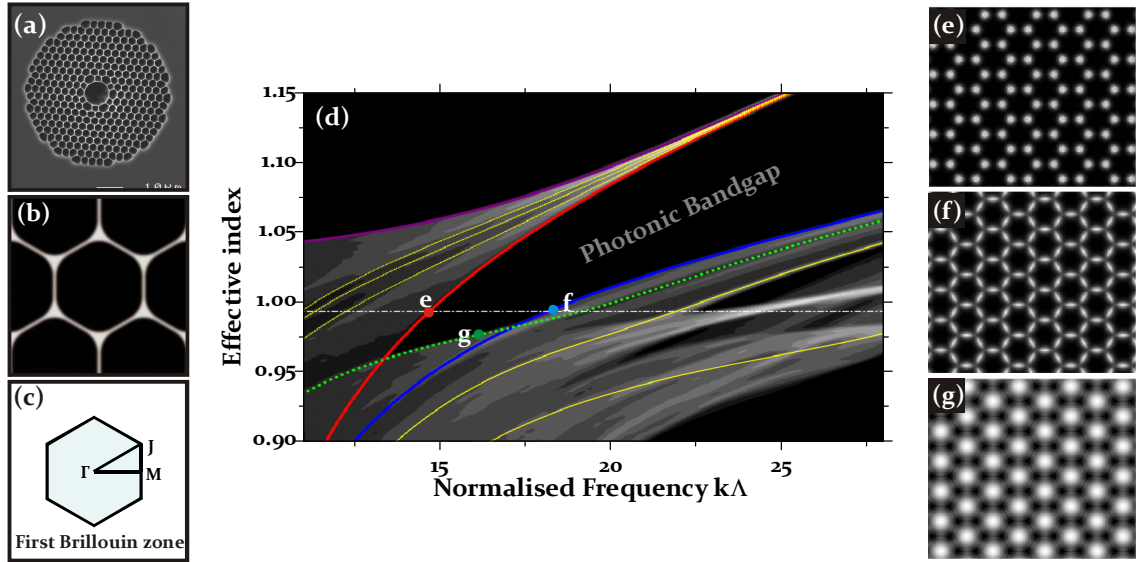 (a)
10µm
(b)
(c)
J
Γ
M
First Brillouin zone
(d)
1.15
1.10
1.05
1.00
0.95
0.90
Effective index
15
20
25
Normalised Frequency kΛ
Photonic Bandgap
e
f
g
(e)
(f)
(g)